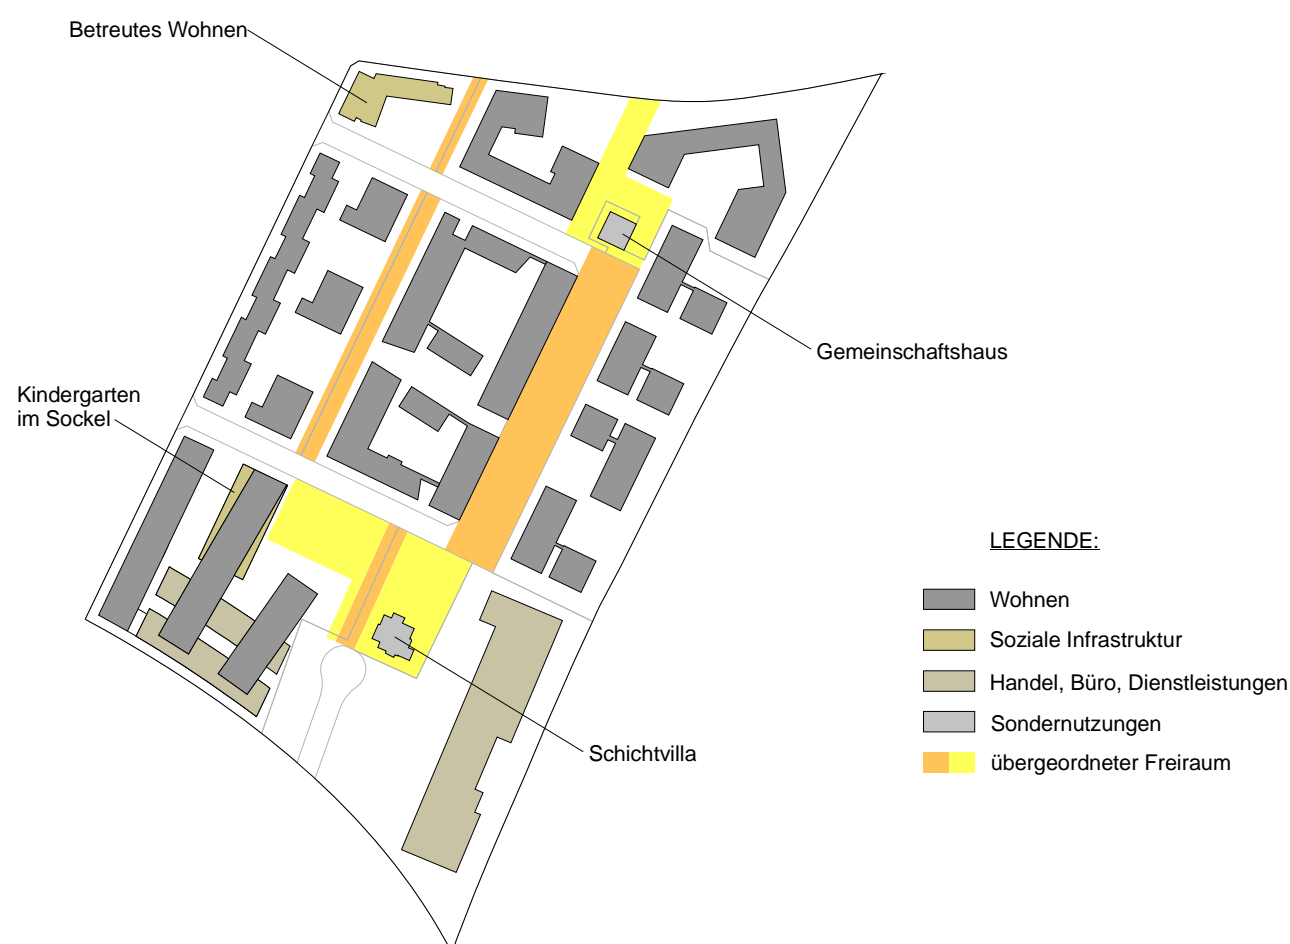 Betreutes Wohnen
Gemeinschaftshaus
Kindergarten
im Sockel
Schichtvilla
LEGENDE:
Wohnen
Soziale Infrastruktur
Handel, Büro, Dienstleistungen
Sondernutzungen
übergeordneter Freiraum